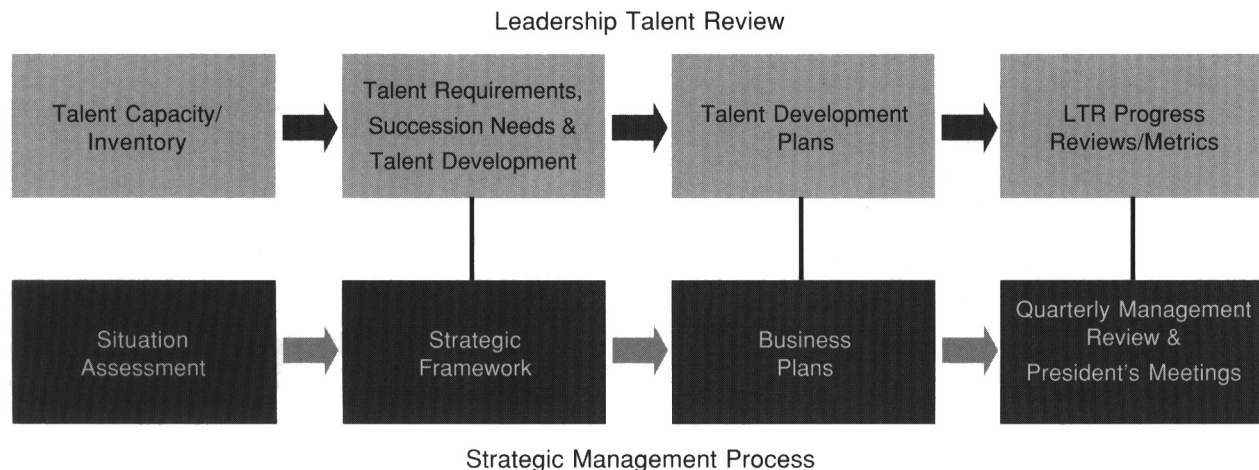 Leadership Talent Review
Talent Capacity/
Inventory
Talent Requirements,
Succession Needs &
Talent Development
Talent Development
Plans
LTR Progress
Reviews/Metrics
Situation
Assessment
Strategic
Framework
Business
Plans
Quarterly Management
Review &
President's Meetings
Strategic Management Process